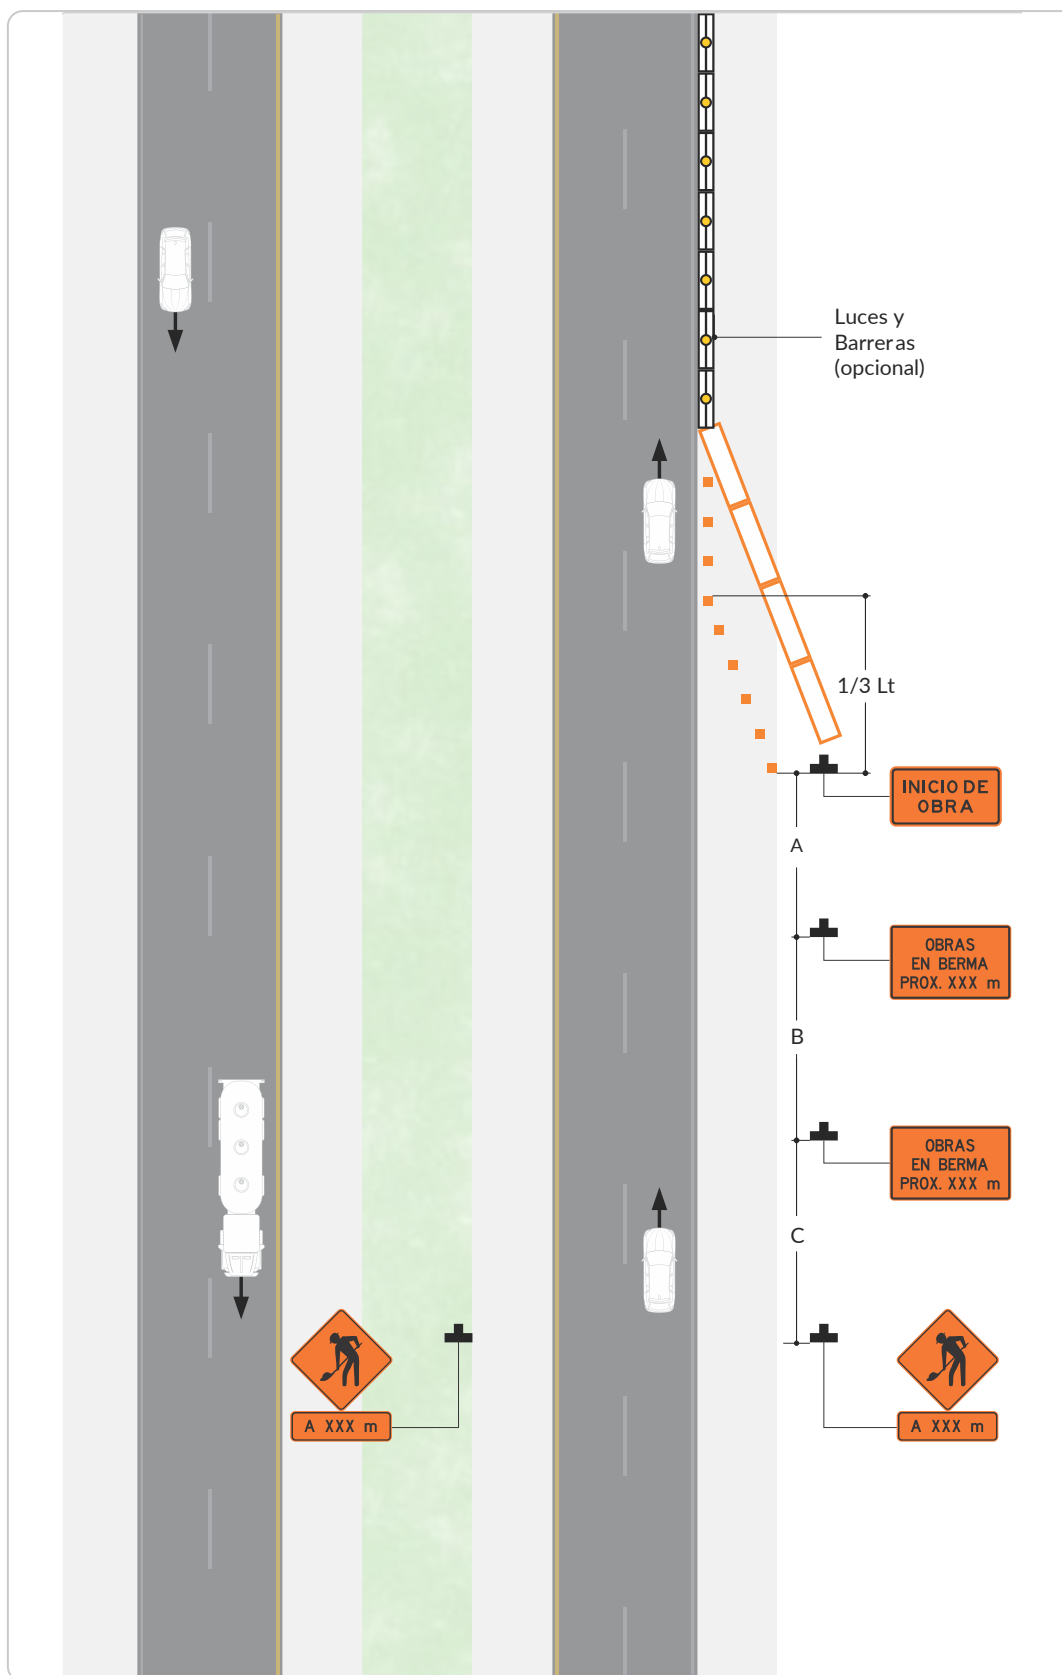 Luces y
Barreras
(opcional)
1/3 Lt
INICIO DE
OBRA
A
OBRAS
EN BERMA
PROX. XXX m
B
OBRAS
EN BERMA
PROX. XXX m
C
A XXX m
A XXX m